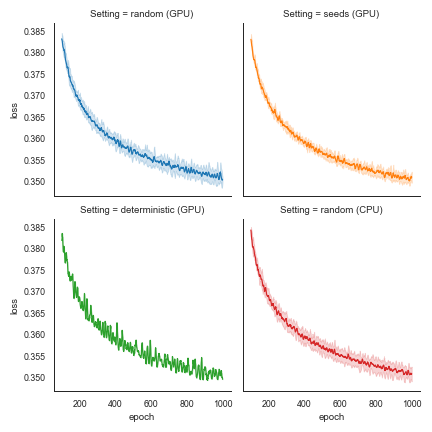 Setting = random (GPU)
Setting = seeds (GPU)
0.385
0.380
0.375
0.370
0.365
0.360
0.355
0.350
loss
Setting = deterministic (GPU)
Setting = random (CPU)
0.385
0.380
0.375
0.370
0.365
0.360
0.355
0.350
loss
200 400 600 800 1000
200 400 600 800 1000
epoch
epoch